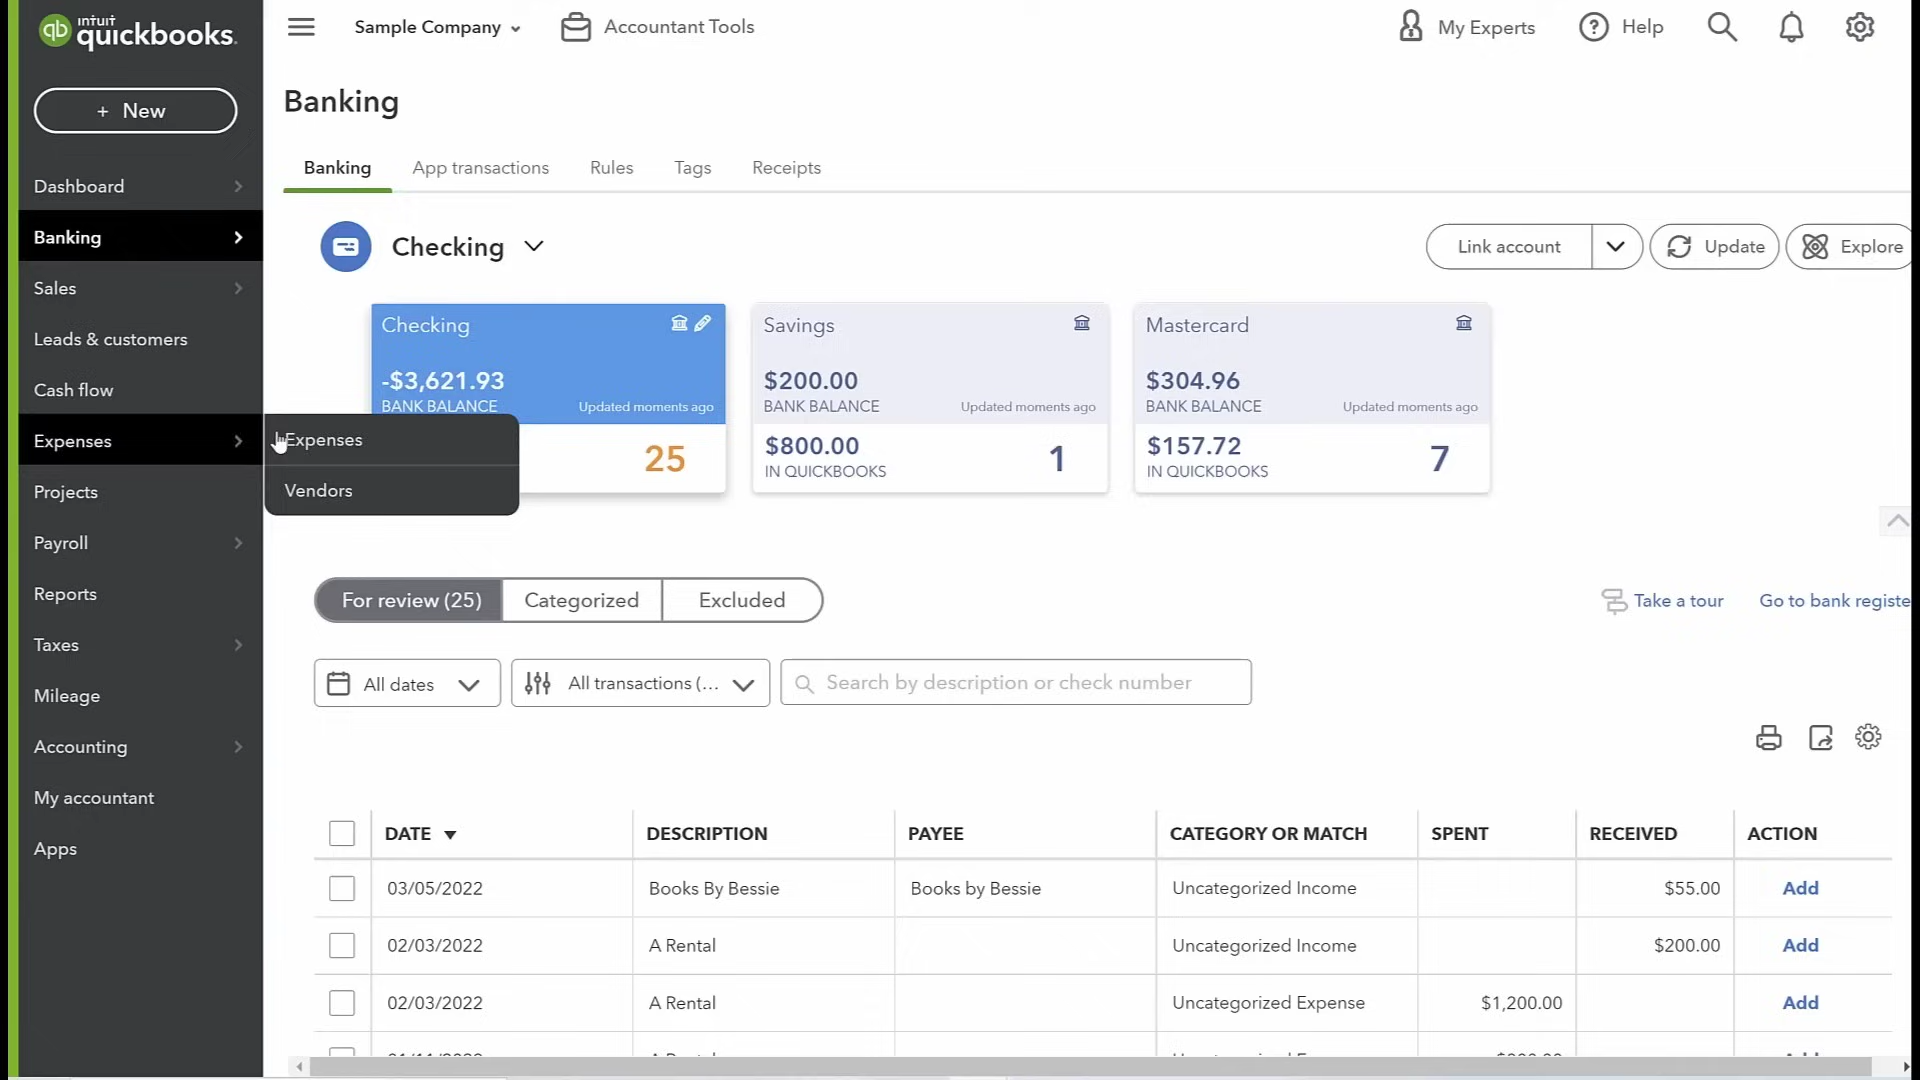 intuit
quickbooks.
Sample Company
Accountant Tools
My Experts
Help
+ New
Dashboard
Banking
Sales
Leads & customers
Cash flow
Expenses
Projects
Payroll
Reports
Taxes
Mileage
Accounting
My accountant
Apps
Expenses
Vendors
Banking
Banking App transactions Rules Tags Receipts
Checking
Link account Update Explore
Checking
-$3,621.93
BANK BALANCE Updated moments ago
25
Savings
$200.00
BANK BALANCE Updated moments ago
$800.00
IN QUICKBOOKS
1
Mastercard
$304.96
BANK BALANCE Updated moments ago
$157.72
IN QUICKBOOKS
7
For review (25) Categorized Excluded
Take a tour Go to bank registe
All dates All transactions (... Search by description or check number
DATE DESCRIPTION PAYEE CATEGORY OR MATCH SPENT RECEIVED ACTION
03/05/2022 Books By Bessie Books by Bessie Uncategorized Income $55.00 Add
02/03/2022 A Rental Uncategorized Income $200.00 Add
02/03/2022 A Rental Uncategorized Expense $1,200.00 Add